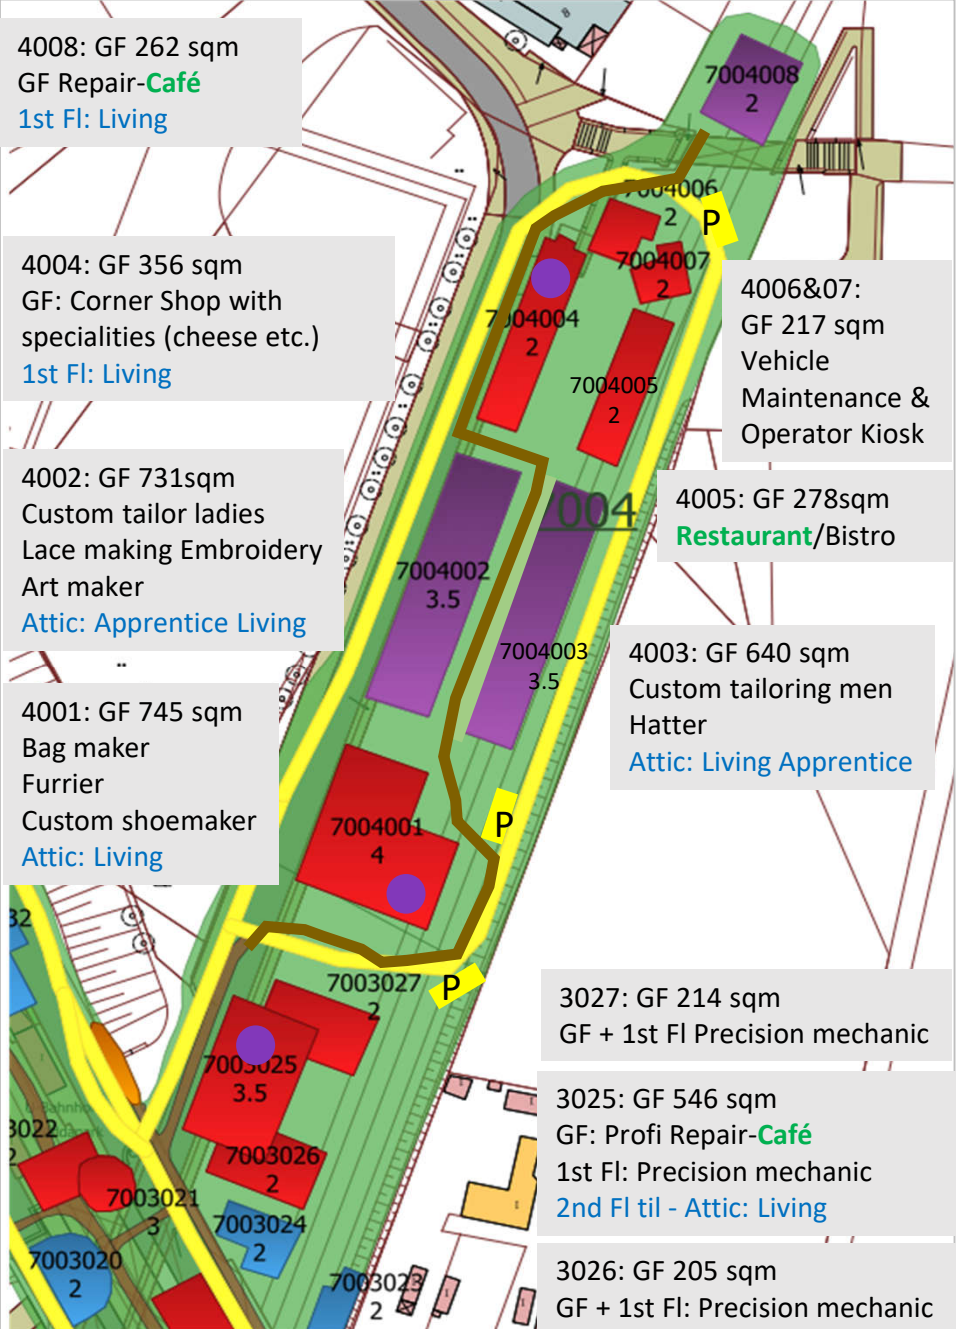 4008: GF 262 sqm
GF Repair-Café
1st Fl: Living
7004008
2
7004006
2
P
4004: GF 356 sqm
GF: Corner Shop with
specialities (cheese etc.)
1st Fl: Living
7004007
2
7004004
2
4006&07:
GF 217 sqm
Vehicle
Maintenance &
Operator Kiosk
7004005
2
4002: GF 731sqm
Custom tailor ladies
Lace making Embroidery
Art maker
Attic: Apprentice Living
004
4005: GF 278sqm
Restaurant/Bistro
7004002
3.5
7004003
3.5
4003: GF 640 sqm
Custom tailoring men
Hatter
Attic: Living Apprentice
4001: GF 745 sqm
Bag maker
Furrier
Custom shoemaker
Attic: Living
7004001
4
P
32
7003027
2
P
3027: GF 214 sqm
GF + 1st Fl Precision mechanic
7003025
3.5
3025: GF 546 sqm
GF: Profi Repair-Café
1st Fl: Precision mechanic
2nd Fl til - Attic: Living
3022
2
7003026
2
7003021
3
7003024
2
7003020
2
7003023
2
3026: GF 205 sqm
GF + 1st Fl: Precision mechanic